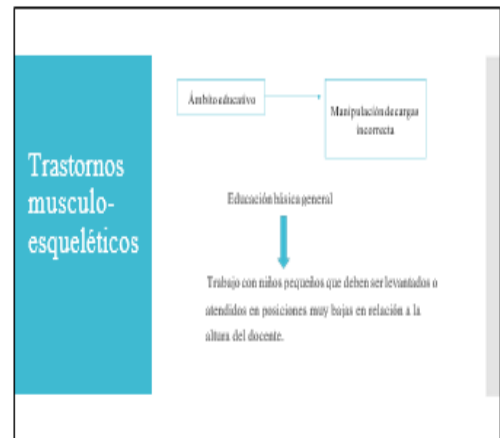 Trastornos
musculo-
esqueléticos
Ámbito educativo
Manipulación de cargas
incorrecta
Educación básica general
Trabajo con niños pequeños que deben ser levantados o
atendidos en posiciones muy bajas en relación a la
altura del docente.